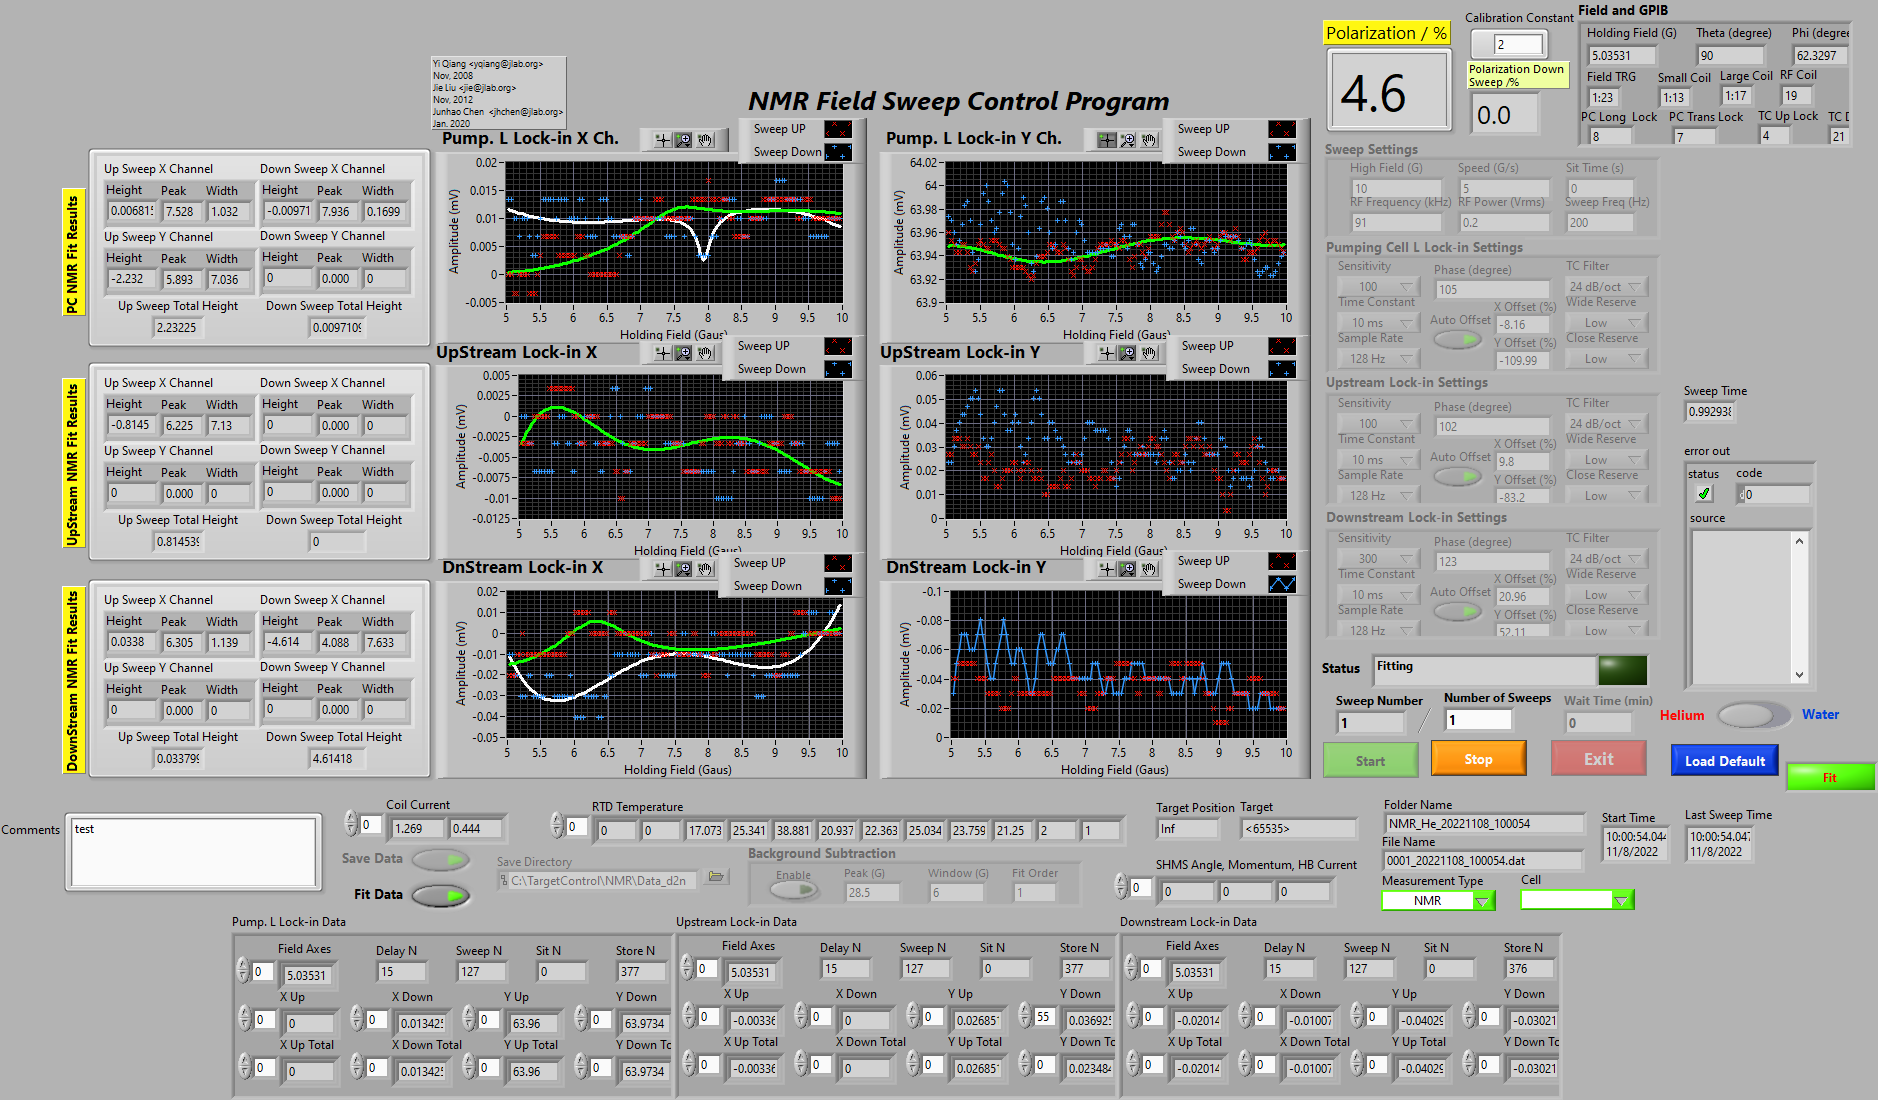 Yi Qiang <yqiang@jlab.org>
Nov, 2008
Jie Liu <jie@jlab.org>
Nov, 2012
Junhao Chen <jhchen@jlab.org>
Jan. 2020
NMR Field Sweep Control Program
Polarization / %
4.6
Calibration Constant
2
Polarization Down
Sweep /%
0.0
Field and GPIB
Holding Field (G) Theta (degree) Phi (degree
5.03531 90 62.3297
Field TRG Small Coil Large Coil RF Coil
1:23 1:13 1:17 19
PC Long Lock PC Trans Lock TC Up Lock TC D
8 7 4 21
PC NMR Fit Results
Up Sweep X Channel Down Sweep X Channel
Height Peak Width Height Peak Width
0.006815 7.528 1.032 -0.00971 7.936 0.1699
Up Sweep Y Channel Down Sweep Y Channel
Height Peak Width Height Peak Width
-2.232 5.893 7.036 0 0.000 0
Up Sweep Total Height Down Sweep Total Height
2.23225 0.0097109
UpStream NMR Fit Results
Up Sweep X Channel Down Sweep X Channel
Height Peak Width Height Peak Width
-0.8145 6.225 7.13 0 0.000 0
Up Sweep Y Channel Down Sweep Y Channel
Height Peak Width Height Peak Width
0 0.000 0 0 0.000 0
Up Sweep Total Height Down Sweep Total Height
0.814539 0
DownStream NMR Fit Results
Up Sweep X Channel Down Sweep X Channel
Height Peak Width Height Peak Width
0.0338 6.305 1.139 -4.614 4.088 7.633
Up Sweep Y Channel Down Sweep Y Channel
Height Peak Width Height Peak Width
0 0.000 0 0 0.000 0
Up Sweep Total Height Down Sweep Total Height
0.033799 4.61418
Pump. L Lock-in X Ch.
Sweep UP
Sweep Down
Amplitude (mV)
0.02
0.015
0.01
0.005
0
-0.005
5 5.5 6 6.5 7 7.5 8 8.5 9 9.5 10
Holding Field (Gaus)
Pump. L Lock-in Y Ch.
Sweep UP
Sweep Down
Amplitude (mV)
64.02
64
63.98
63.96
63.94
63.92
63.9
5 5.5 6 6.5 7 7.5 8 8.5 9 9.5 10
Holding Field (Gaus)
UpStream Lock-in X
Sweep UP
Sweep Down
Amplitude (mV)
0.005
0.0025
0
-0.0025
-0.005
-0.0075
-0.01
-0.0125
5 5.5 6 6.5 7 7.5 8 8.5 9 9.5 10
Holding Field (Gaus)
UpStream Lock-in Y
Sweep UP
Sweep Down
Amplitude (mV)
0.06
0.05
0.04
0.03
0.02
0.01
0
5 5.5 6 6.5 7 7.5 8 8.5 9 9.5 10
Holding Field (Gaus)
DnStream Lock-in X
Sweep UP
Sweep Down
Amplitude (mV)
0.02
0.01
0
-0.01
-0.02
-0.03
-0.04
-0.05
5 5.5 6 6.5 7 7.5 8 8.5 9 9.5 10
Holding Field (Gaus)
DnStream Lock-in Y
Sweep UP
Sweep Down
Amplitude (mV)
-0.1
-0.08
-0.06
-0.04
-0.02
0
5 5.5 6 6.5 7 7.5 8 8.5 9 9.5 10
Holding Field (Gaus)
Sweep Settings
High Field (G) Speed (G/s) Sit Time (s)
10 5 0
RF Frequency (kHz) RF Power (Vrms) Sweep Freq (Hz)
91 0.2 200
Pumping Cell L Lock-in Settings
Sensitivity Phase (degree) TC Filter
100 105 24 dB/oct
Time Constant X Offset (%) Wide Reserve
10 ms Auto Offset -8.16 Low
Sample Rate Y Offset (%) Close Reserve
128 Hz -109.99 Low
Upstream Lock-in Settings
Sensitivity Phase (degree) TC Filter
100 102 24 dB/oct
Time Constant X Offset (%) Wide Reserve
10 ms Auto Offset 9.8 Low
Sample Rate Y Offset (%) Close Reserve
128 Hz -83.2 Low
Downstream Lock-in Settings
Sensitivity Phase (degree) TC Filter
300 123 24 dB/oct
Time Constant X Offset (%) Wide Reserve
10 ms Auto Offset 20.96 Low
Sample Rate Y Offset (%) Close Reserve
128 Hz 52.11 Low
Sweep Time
0.992938
error out
status code
0
source
Status Fitting
Sweep Number Number of Sweeps Wait Time (min)
1 / 1 0
Helium Water
Start Stop Exit Load Default Fit
Comments test
Coil Current
0 1.269 0.444
Save Data
Fit Data
RTD Temperature
0 0 0 17.073 25.341 38.881 20.937 22.363 25.034 23.759 21.25 2 1
Save Directory
C:\TargetControl\NMR\Data_d2n
Background Subtraction
Enable Peak (G) Window (G) Fit Order
28.5 6 1
Target Position Target
Inf <65535>
SHMS Angle, Momentum, HB Current
0 0 0 0
Folder Name
NMR_He_20221108_100054
File Name
0001_20221108_100054.dat
Measurement Type Cell
NMR
Start Time Last Sweep Time
10:00:54.044 10:00:54.047
11/8/2022 11/8/2022
Pump. L Lock-in Data
Field Axes Delay N Sweep N Sit N Store N
0 5.03531 15 127 0 377
X Up X Down Y Up Y Down
0 0 0 0.013425 0 63.96 0 63.9734
X Up Total X Down Total Y Up Total Y Down To
0 0 0 0.013425 0 63.96 0 63.9734
Upstream Lock-in Data
Field Axes Delay N Sweep N Sit N Store N
0 5.03531 15 127 0 377
X Up X Down Y Up Y Down
0 -0.00336 0 0 0 0.02685 55 0.036925
X Up Total X Down Total Y Up Total Y Down Tc
0 -0.00336 0 0 0 0.02685 0 0.023484
Downstream Lock-in Data
Field Axes Delay N Sweep N Sit N Store N
0 5.03531 15 127 0 376
X Up X Down Y Up Y Down
0 -0.02014 0 -0.01007 0 -0.04029 0 -0.03021
X Up Total X Down Total Y Up Total Y Down Tc
0 -0.02014 0 -0.01007 0 -0.04029 0 -0.03021